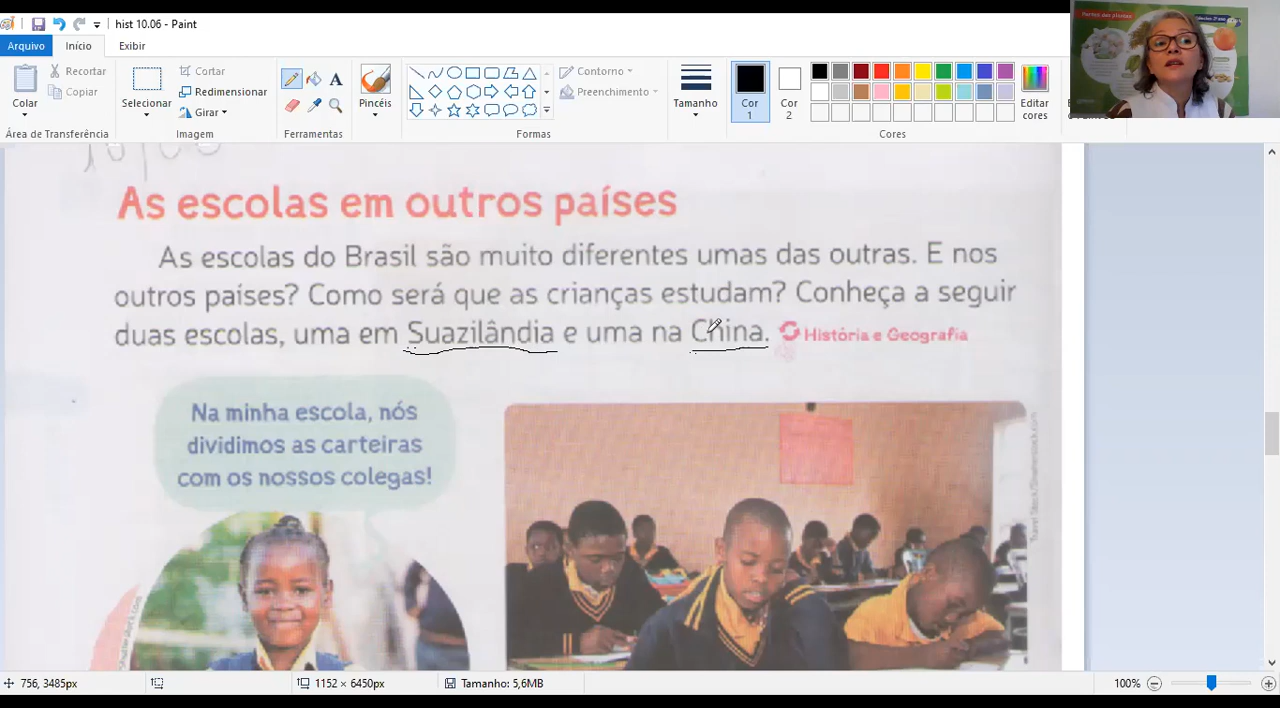 hist 10.06 - Paint
Arquivo Início Exibir
Colar
Recortar
Copiar
Área de Transferência
Selecionar
Cortar
Redimensionar
Girar
Imagem
A
Ferramentas
Pincéis
Contorno
Preenchimento
Formas
Tamanho
Cor
1
Cor
2
Editar
cores
Cores
Partes das plantas
As escolas em outros países
As escolas do Brasil são muito diferentes umas das outras. E nos
outros países? Como será que as crianças estudam? Conheça a seguir
duas escolas, uma em Suazilândia e uma na China. História e Geografia
Na minha escola, nós
dividimos as carteiras
com os nossos colegas!
756, 3485px
1152 × 6450px
Tamanho: 5,6MB
100%